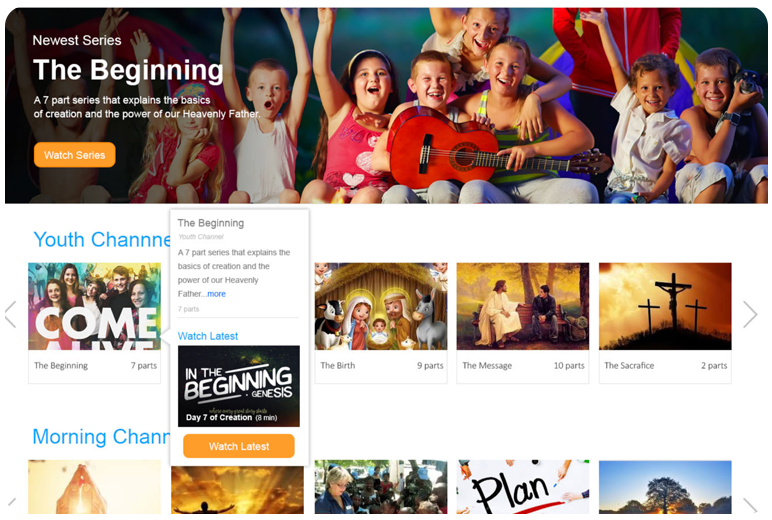 Newest Series
The Beginning
A 7 part series that explains the basics
of creation and the power of our Heavenly Father.
Watch Series
Youth Channne
COME
ALIVE
The Beginning 7 parts
The Beginning
Youth Channel
A 7 part series that explains the
basics of creation and the
power of our Heavenly
Father...more
7 parts
Watch Latest
IN THE
BEGINNING
GENESIS
Day 7 of Creation (8 min)
Watch Latest
The Birth 9 parts
The Message 10 parts
The Sacrafice 2 parts
Morning Chann
Plan